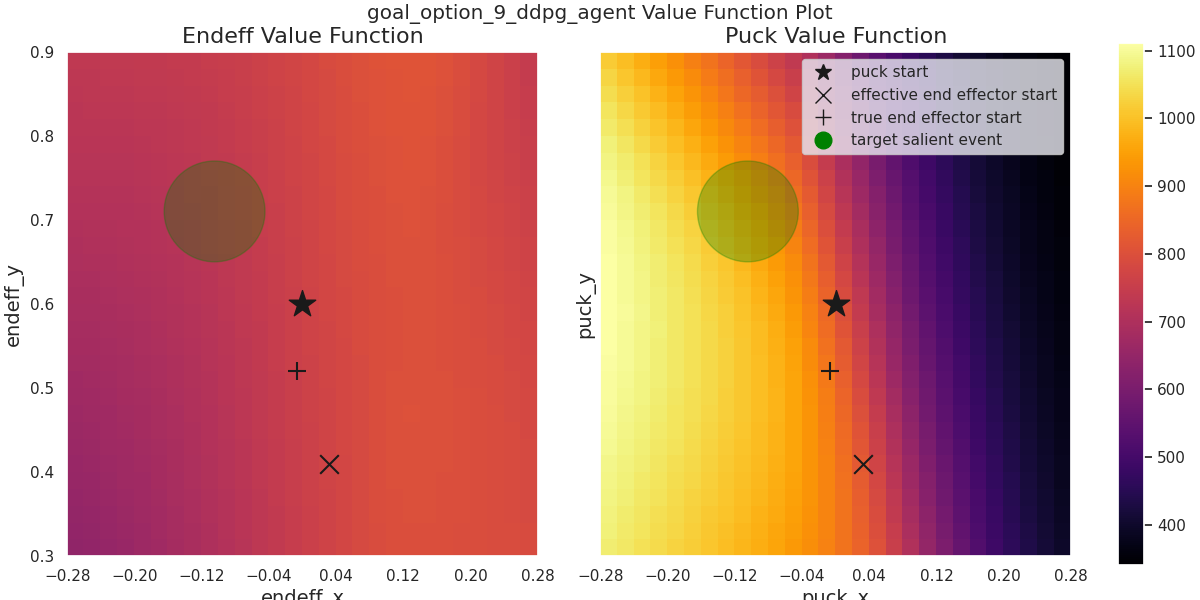 goal_option_9_ddpg_agent Value Function Plot
Endeff Value Function
Puck Value Function
puck start
effective end effector start
true end effector start
target salient event
endeff_y
0.9
0.8
0.7
0.6
0.5
0.4
0.3
−0.28 −0.20 −0.12 −0.04 0.04 0.12 0.20 0.28
endeff_x
puck_y
−0.28 −0.20 −0.12 −0.04 0.04 0.12 0.20 0.28
puck_x
1100
1000
900
800
700
600
500
400